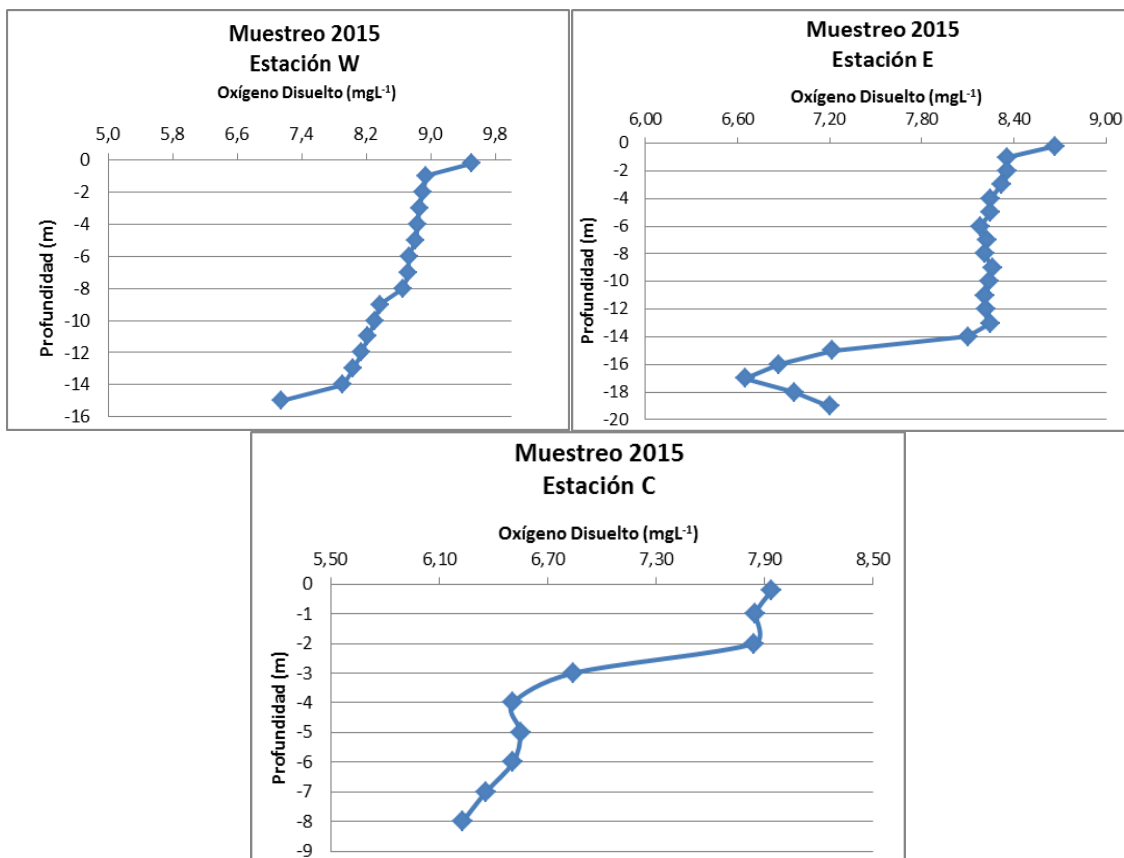 Muestreo 2015
Estación W
Oxígeno Disuelto (mgL⁻¹)
5,0 5,8 6,6 7,4 8,2 9,0 9,8
0
-2
-4
-6
-8
-10
-12
-14
-16
Profundidad (m)
Muestreo 2015
Estación E
Oxígeno Disuelto (mgL⁻¹)
6,00 6,60 7,20 7,80 8,40 9,00
0
-2
-4
-6
-8
-10
-12
-14
-16
-18
-20
Profundidad (m)
Muestreo 2015
Estación C
Oxígeno Disuelto (mgL⁻¹)
5,50 6,10 6,70 7,30 7,90 8,50
0
-1
-2
-3
-4
-5
-6
-7
-8
-9
Profundidad (m)